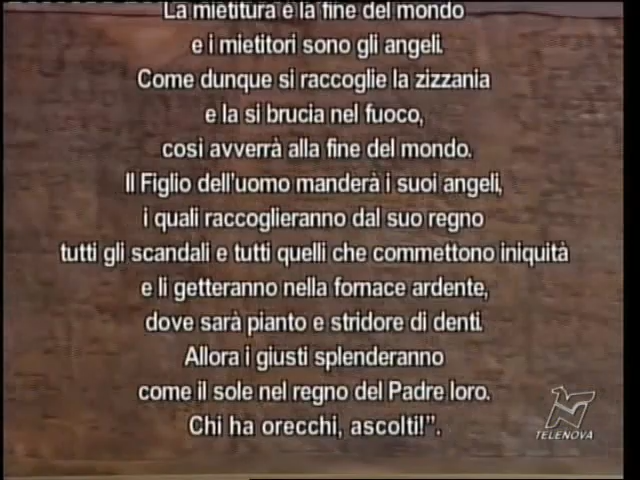 La mietitura è la fine del mondo
e i mietitori sono gli angeli.
Come dunque si raccoglie la zizzania
e la si brucia nel fuoco,
così avverrà alla fine del mondo.
Il Figlio dell'uomo manderà i suoi angeli,
i quali raccoglieranno dal suo regno
tutti gli scandali e tutti quelli che commettono iniquità
e li getteranno nella fornace ardente,
dove sarà pianto e stridore di denti.
Allora i giusti splenderanno
come il sole nel regno del Padre loro.
Chi ha orecchi, ascolti!".
TELENOVA